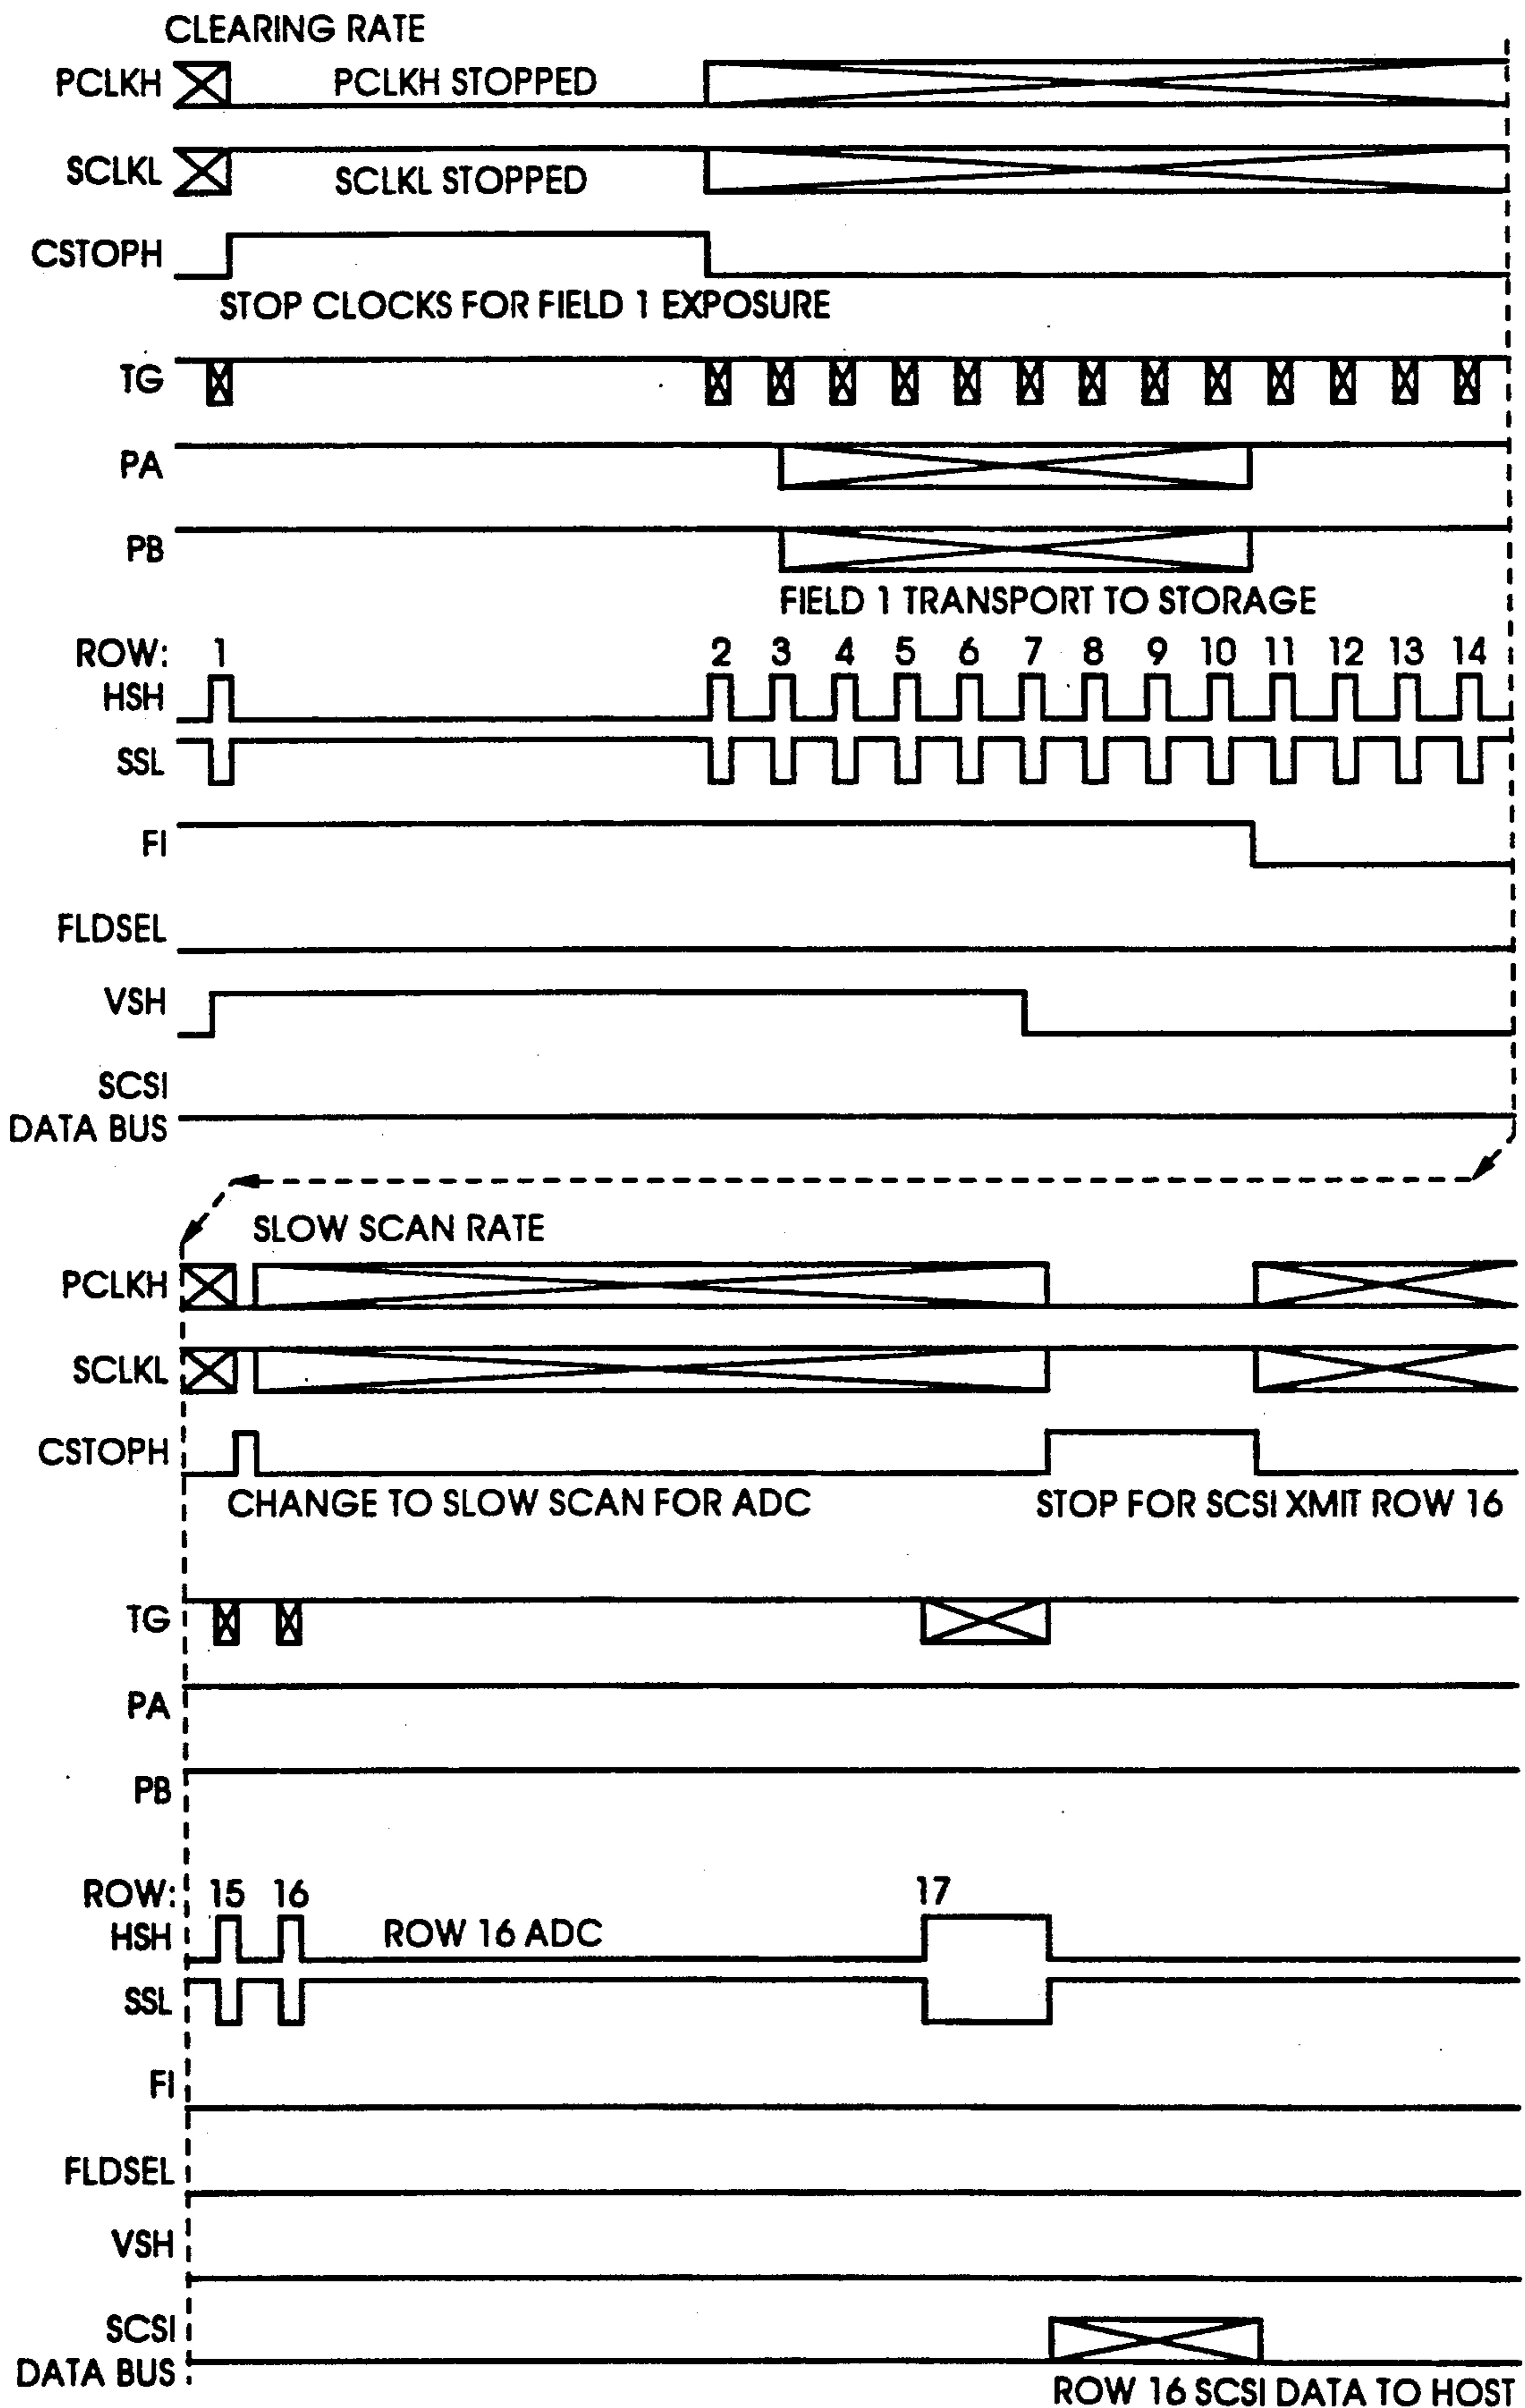 CLEARING RATE
PCLKH PCLKH STOPPED
SCLKL SCLKL STOPPED
CSTOPH
STOP CLOCKS FOR FIELD 1 EXPOSURE
TG
PA
PB
FIELD 1 TRANSPORT TO STORAGE
ROW: 1 2 3 4 5 6 7 8 9 10 11 12 13 14
HSH
SSL
FI
FLDSEL
VSH
SCSI
DATA BUS
SLOW SCAN RATE
PCLKH
SCLKL
CSTOPH
CHANGE TO SLOW SCAN FOR ADC STOP FOR SCSI XMIT ROW 16
TG
PA
PB
ROW: 15 16 17
HSH ROW 16 ADC
SSL
FI
FLDSEL
VSH
SCSI
DATA BUS
ROW 16 SCSI DATA TO HOST